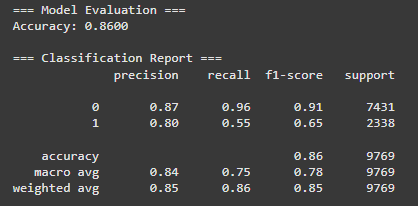 === Model Evaluation ===
Accuracy: 0.8600
=== Classification Report ===
precision recall f1-score support
0 0.87 0.96 0.91 7431
1 0.80 0.55 0.65 2338
accuracy 0.86 9769
macro avg 0.84 0.75 0.78 9769
weighted avg 0.85 0.86 0.85 9769